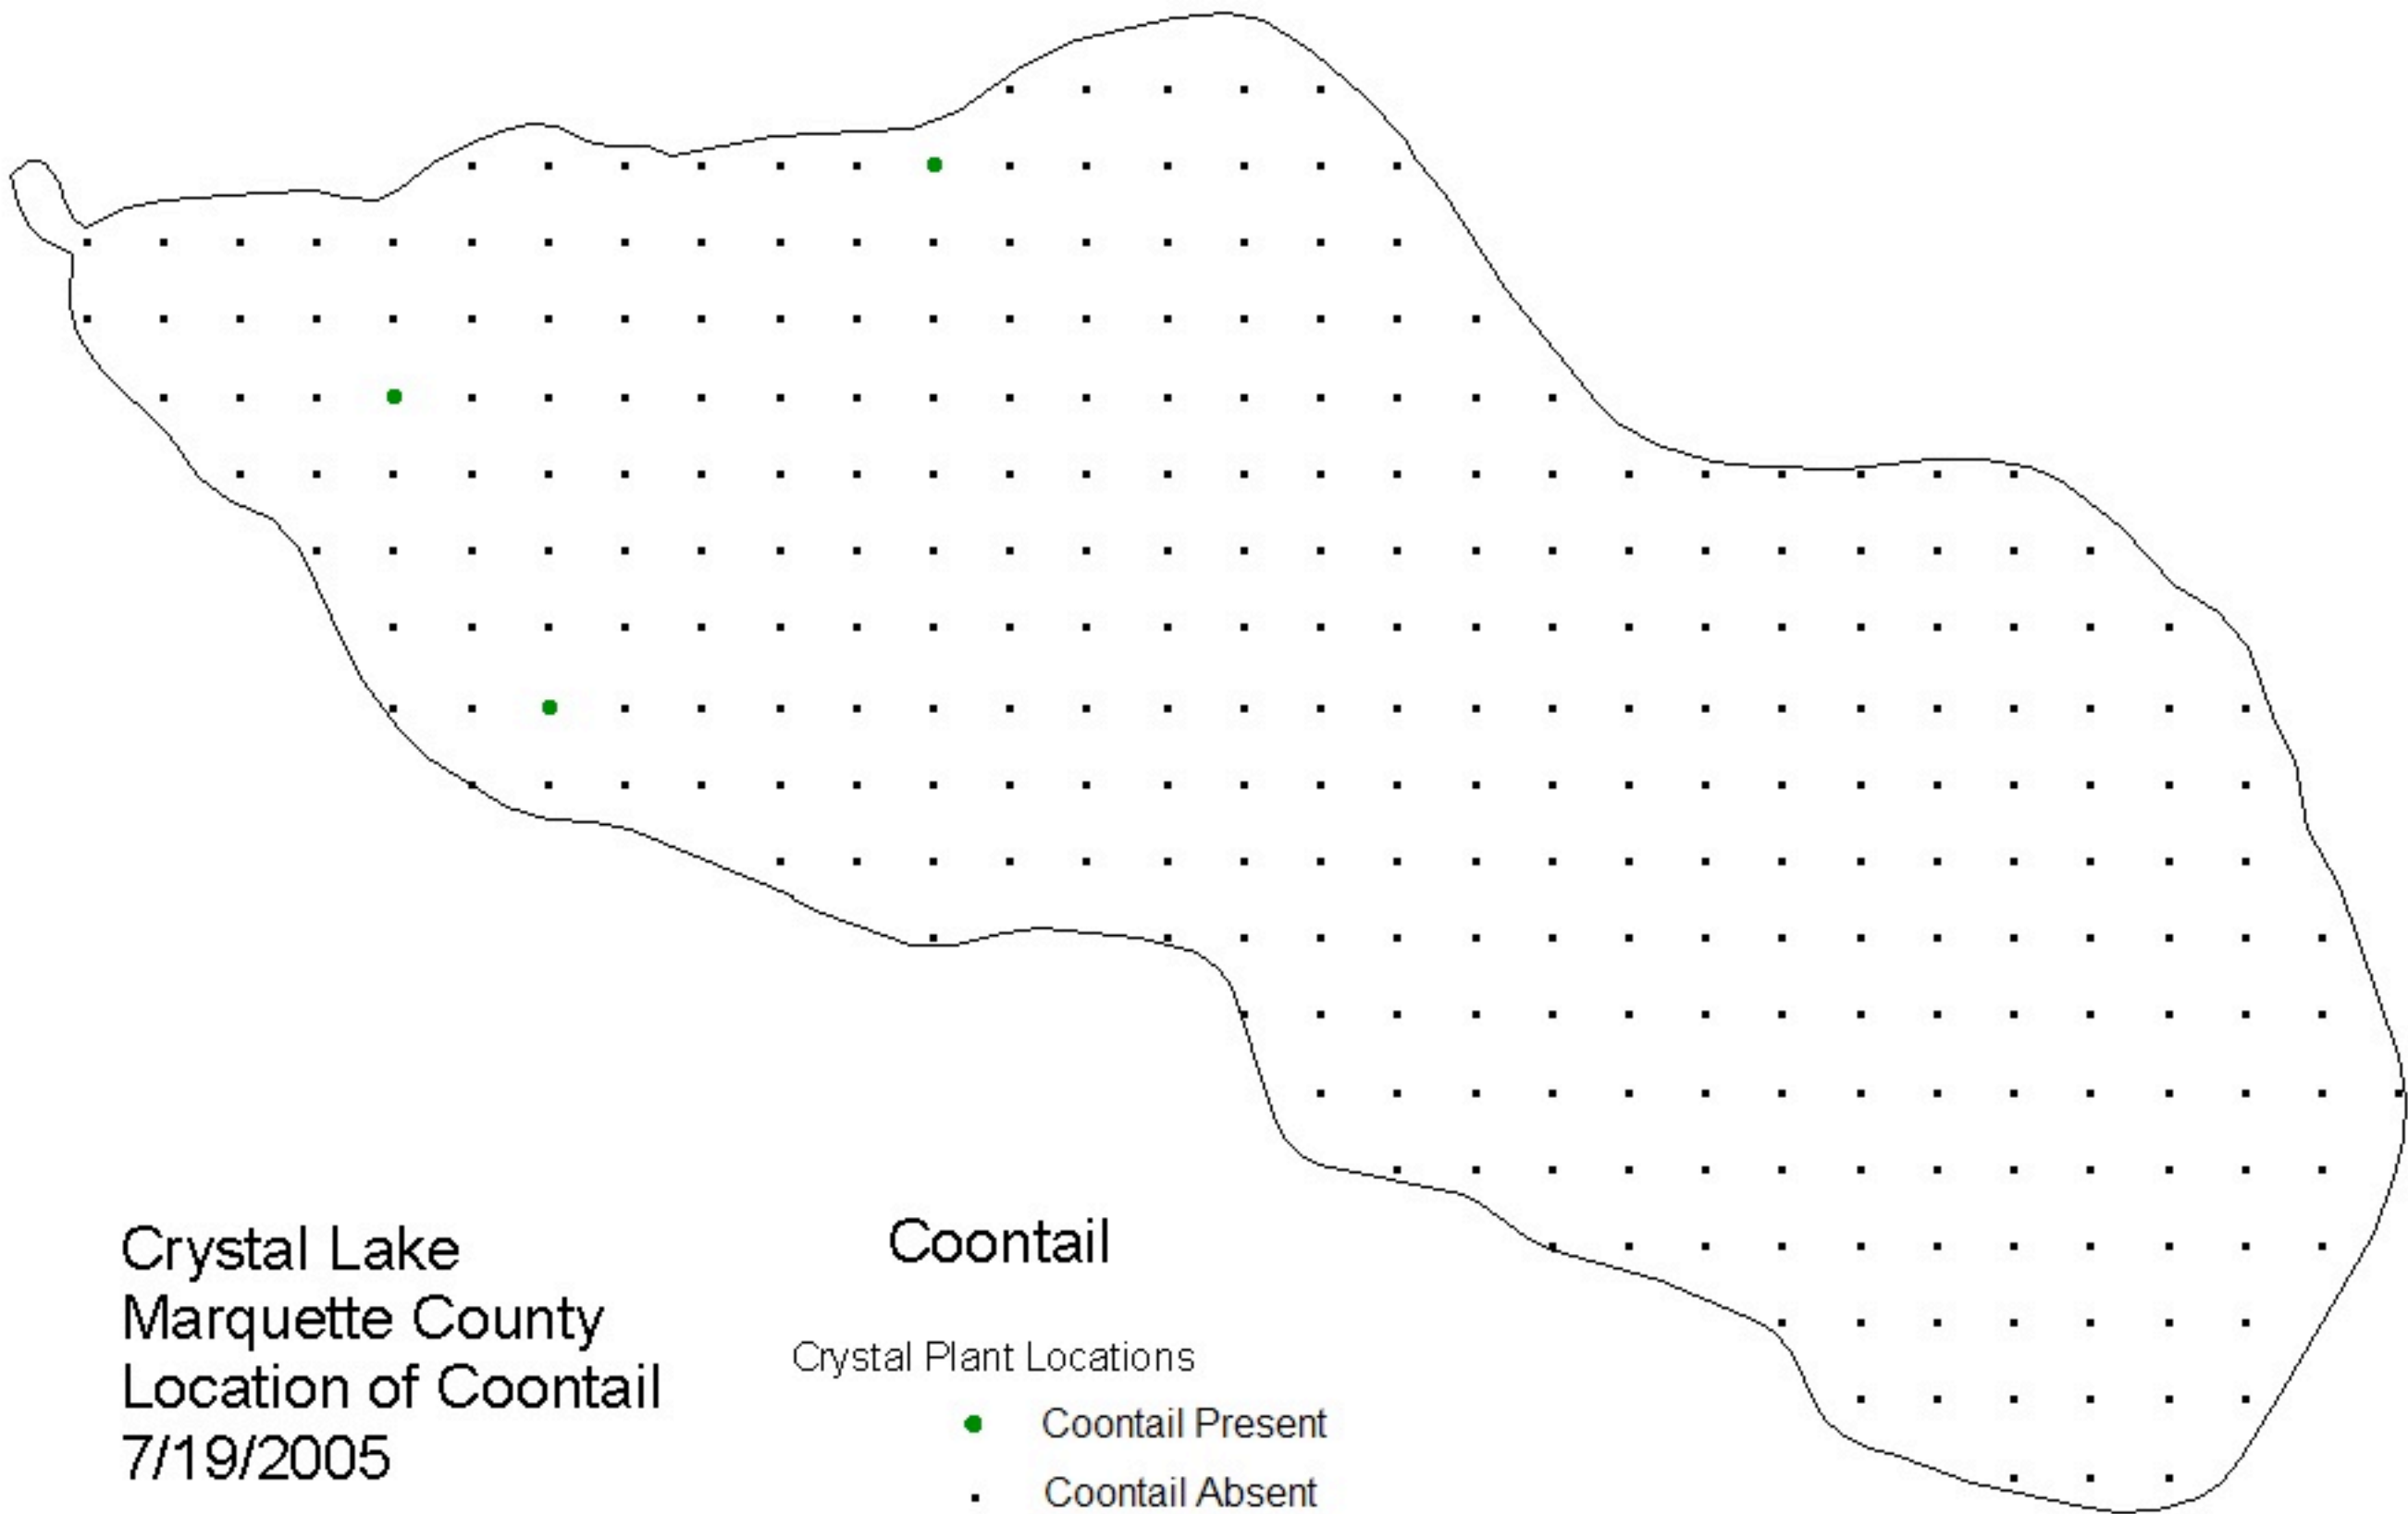 Crystal Lake
Marquette County
Location of Coontail
7/19/2005
Coontail
Crystal Plant Locations
Coontail Present
Coontail Absent